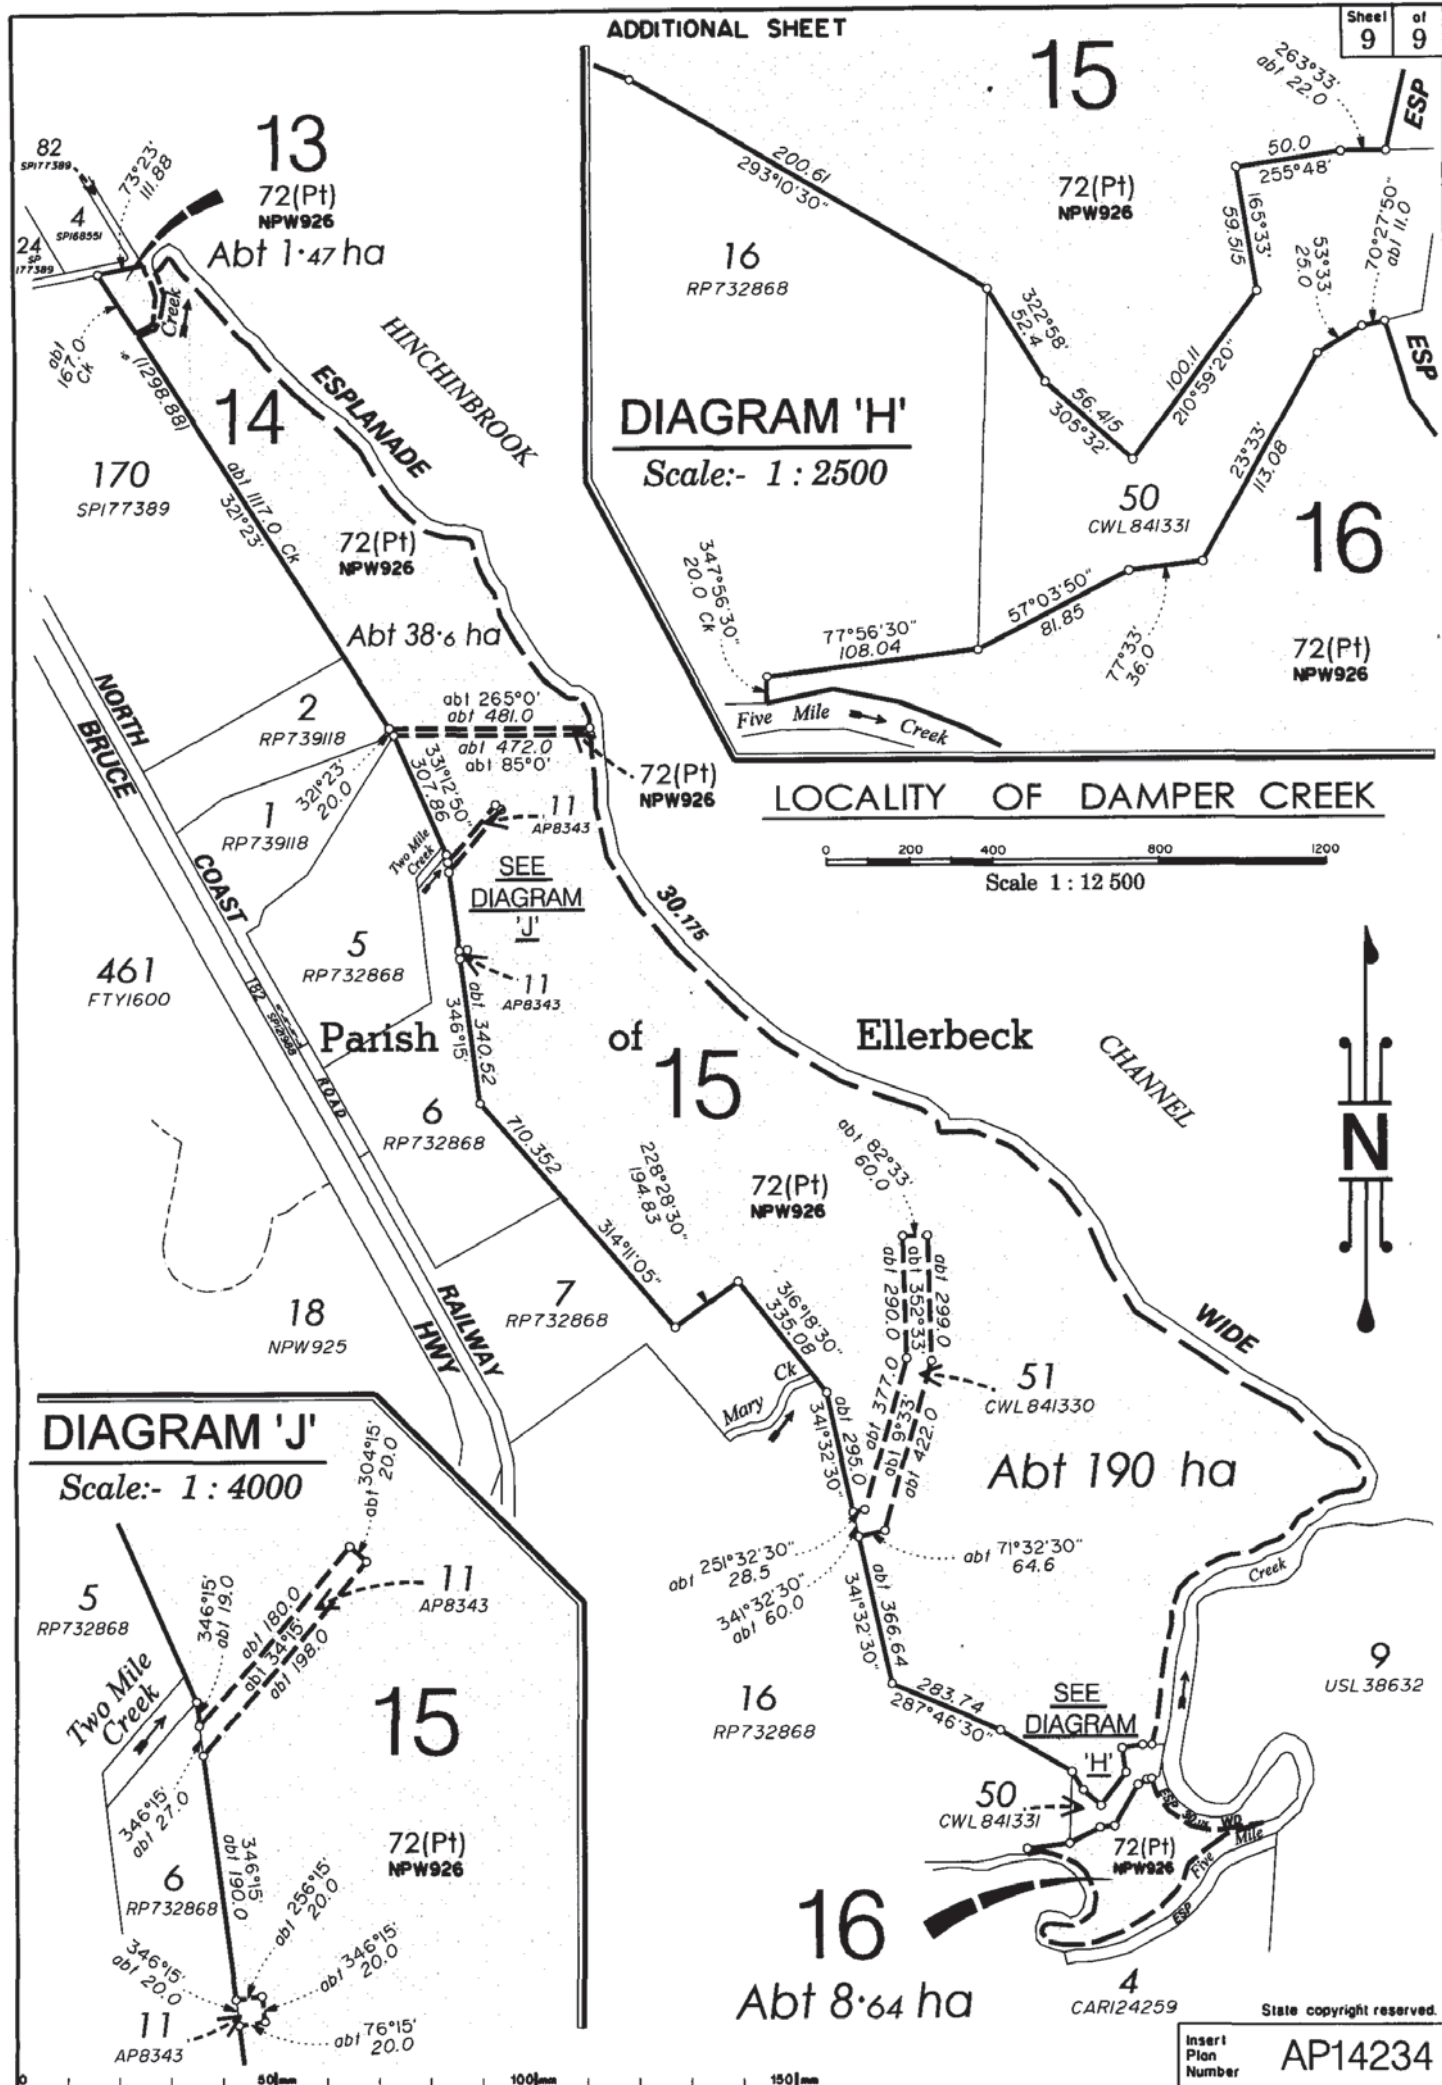 ADDITIONAL SHEET
Sheet 9 of 9
13
72(Pt)
NPW926
Abt 1·47 ha
82
SP177389
73°23'
111.88
4
SP168551
24
SP
177389
Creek
abt
167.0
Ck
(1298.88)
14
ESPLANADE
HINCHINBROOK
170
SP177389
abt 1117.0 Ck
321°23'
72(Pt)
NPW926
Abt 38·6 ha
15
72(Pt)
NPW926
263°33'
abt 22.0
ESP
50.0
255°48'
200.61
293°10'30"
16
RP732868
165°33'
59.515
53°33'
25.0
70°27'50"
abt 11.0
ESP
322°58'
52.4
56.415
305°32'
100.11
210°59'20"
DIAGRAM 'H'
Scale:- 1 : 2500
23°33'
113.08
50
CWL841331
16
72(Pt)
NPW926
347°56'30"
20.0 Ck
77°56'30"
108.04
57°03'50"
81.85
77°33'
36.0
Five Mile Creek
LOCALITY OF DAMPER CREEK
0 200 400 800 1200
Scale 1 : 12 500
NORTH COAST RAILWAY
BRUCE HWY
2
RP739118
abt 265°0'
abt 481.0
abt 472.0
abt 85°0'
72(Pt)
NPW926
321°23'
20.0
331°12'50"
307.86
1
RP739118
11
AP8343
Two Mile
Creek
SEE
DIAGRAM
'J'
30.175
WIDE
5
RP732868
11
AP8343
461
FTY1600
182
SP121988
ROAD
abt 340.52
346°15'
Parish of Ellerbeck
15
CHANNEL
6
RP732868
710.352
314°11'05"
228°28'30"
194.83
72(Pt)
NPW926
abt 82°33'
60.0
N
18
NPW925
7
RP732868
316°18'30"
335.08
abt 290.0
abt 352°33'
abt 299.0
Mary Ck
51
CWL841330
abt 295.0
341°32'30"
abt 377.0
abt 9°33'
abt 422.0
Abt 190 ha
abt 251°32'30"
28.5
abt 71°32'30"
64.6
341°32'30"
abt 60.0
abt 366.64
341°32'30"
Creek
9
USL38632
16
RP732868
283.74
287°46'30"
SEE
DIAGRAM
'H'
50
CWL841331
ESP WD
72(Pt)
NPW926
Five Mile
ESP
16
Abt 8·64 ha
4
CAR124259
DIAGRAM 'J'
Scale:- 1 : 4000
abt 304°15'
20.0
5
RP732868
346°15'
abt 19.0
abt 180.0
abt 34°15'
abt 198.0
11
AP8343
Two Mile
Creek
15
346°15'
abt 27.0
72(Pt)
NPW926
6
RP732868
346°15'
abt 190.0
abt 256°15'
20.0
346°15'
abt 20.0
abt 346°15'
20.0
11
AP8343
abt 76°15'
20.0
State copyright reserved.
Insert
Plan
Number
AP14234
0 50mm 100mm 150mm